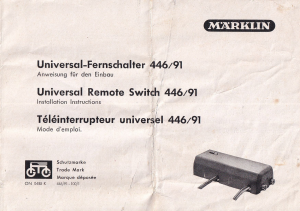 MÄRKLIN
Universal-Fernschalter 446/91
Anweisung für den Einbau
Universal Remote Switch 446/91
Installation Instructions
Téléinterrupteur universel 446/91
Mode d'emploi.
Schutzmarke
Trade Mark
Marque déposée